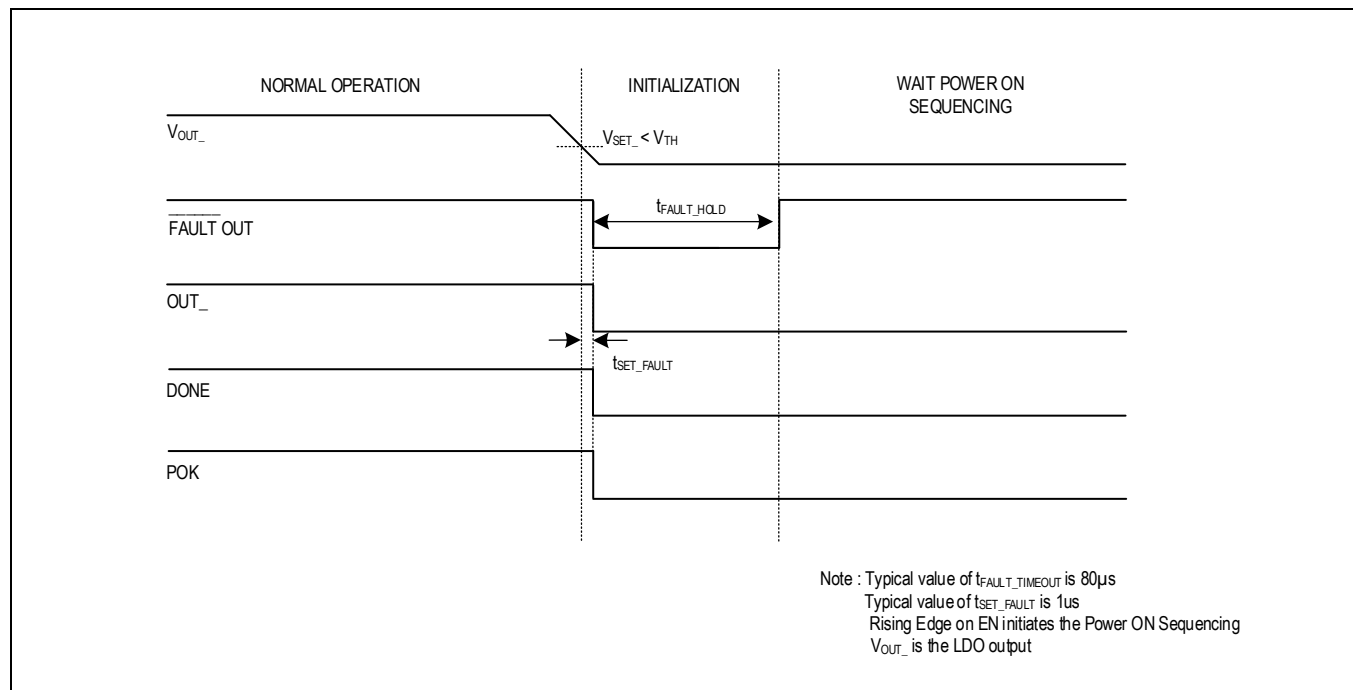 NORMAL OPERATION
INITIALIZATION
WAIT POWER ON
SEQUENCING
VOUT_
VSET_ < VTH
FAULT OUT
tFAULT_HOLD
OUT_
tSET_FAULT
DONE
POK
Note : Typical value of tFAULT_TIMEOUT is 80µs
Typical value of tSET_FAULT is 1us
Rising Edge on EN initiates the Power ON Sequencing
VOUT_ is the LDO output